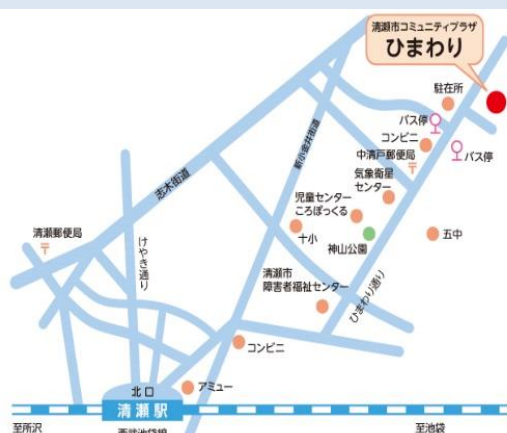 清瀬市コミュニティプラザ
ひまわり
駐在所
バス停
コンビニ
中清戸郵便局
バス停
気象衛星
センター
新小金井街道
志木街道
児童センター
ころぽっくる
十小
神山公園
五中
清瀬郵便局
けやき通り
清瀬市
障害者福祉センター
ひまわり通り
コンビニ
アミュー
北口
清瀬駅
至所沢
西武池袋線
至池袋